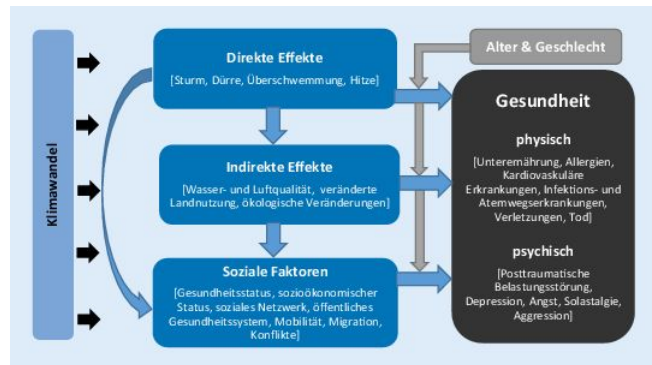 Klimawandel
Direkte Effekte
[Sturm, Dürre, Überschwemmung, Hitze]
Indirekte Effekte
[Wasser- und Luftqualität, veränderte
Landnutzung, ökologische Veränderungen]
Soziale Faktoren
[Gesundheitsstatus, sozioökonomischer
Status, soziales Netzwerk, öffentliches
Gesundheitssystem, Mobilität, Migration,
Konflikte]
Alter & Geschlecht
Gesundheit
physisch
[Unterernährung, Allergien,
Kardiovaskuläre
Erkrankungen, Infektions- und
Atemwegserkrankungen,
Verletzungen, Tod]
psychisch
[Posttraumatische
Belastungsstörung,
Depression, Angst, Solastalgie,
Aggression]